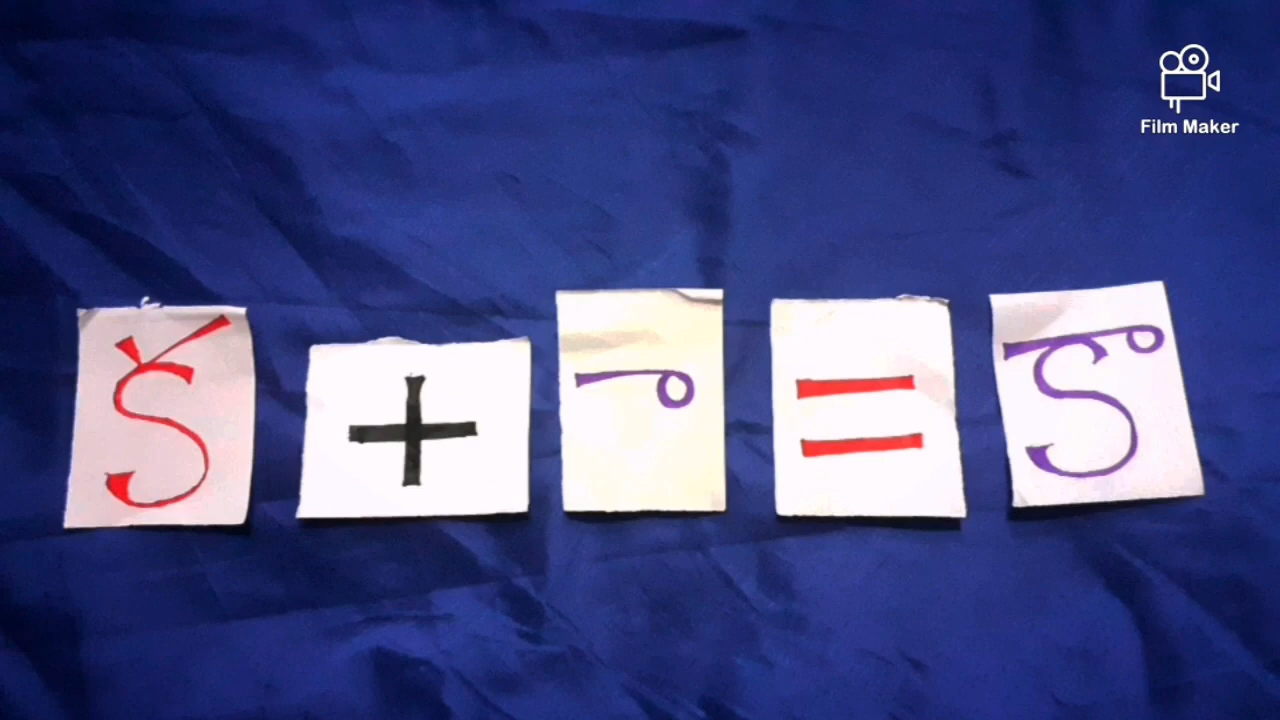 న + ా = నా
Film Maker